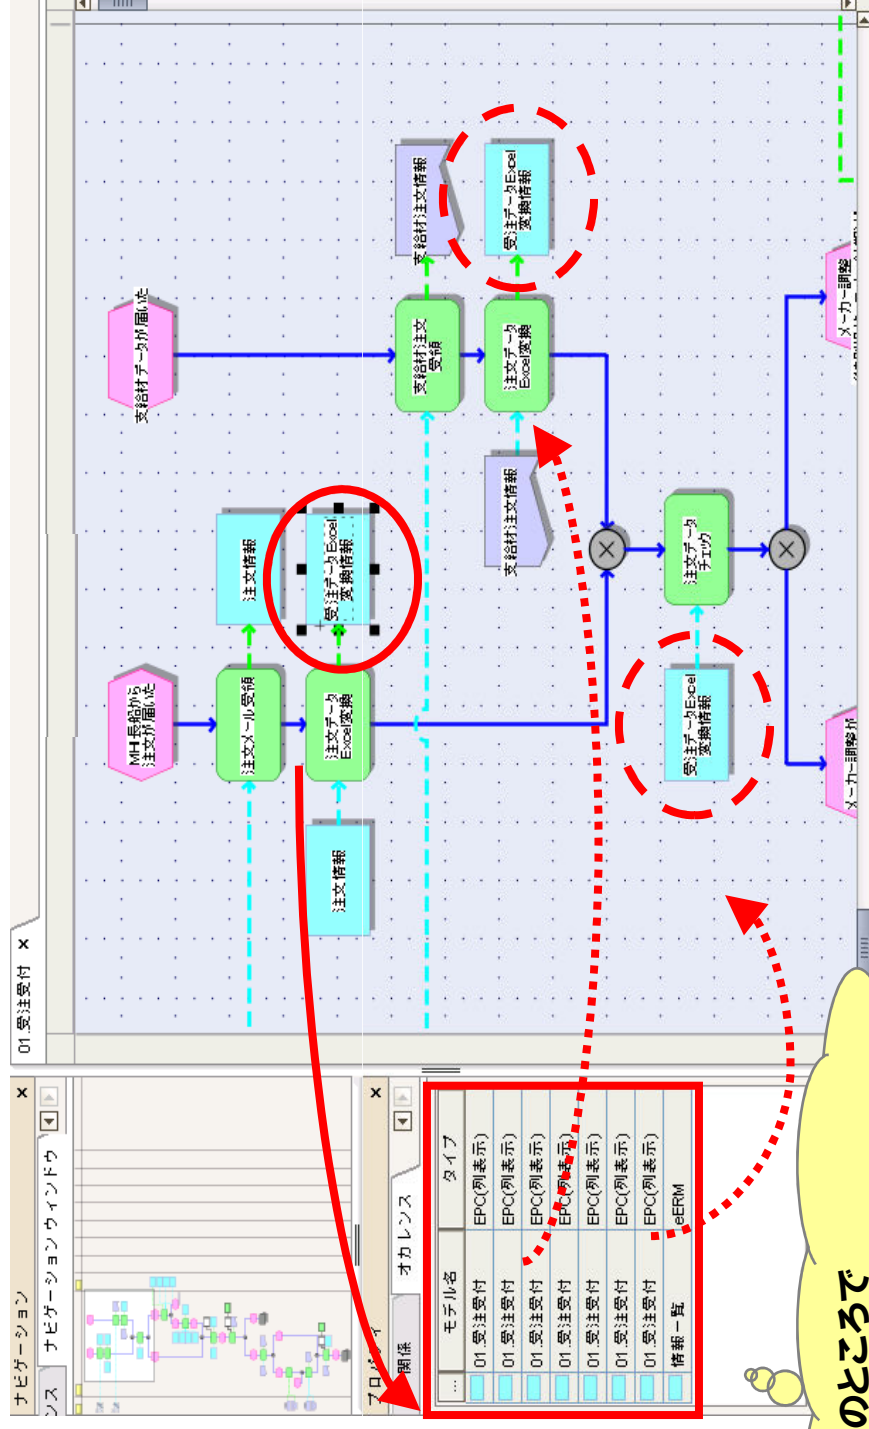 ナビゲーション ×
ンス
ナビゲーション ウィンドウ
プロパティ ×
関係
オカレンス
...
モデル名
タイプ
01.受注受付
EPC(列表示)
01.受注受付
EPC(列表示)
01.受注受付
EPC(列表示)
01.受注受付
EPC(列表示)
01.受注受付
EPC(列表示)
01.受注受付
EPC(列表示)
01.受注受付
EPC(列表示)
情報一覧
eERM
のところで
01.受注受付 ×
MHI長船から
注文が届いた
注文メール受領
注文情報
注文情報
注文データ
Excel変換
受注データExcel
変換情報
支給材データが届いた
支給材注文
受領
支給材注文情報
支給材注文情報
注文データ
Excel変換
受注データExcel
変換情報
受注データExcel
変換情報
注文データ
チェック
メーカー調整が
メーカー調整